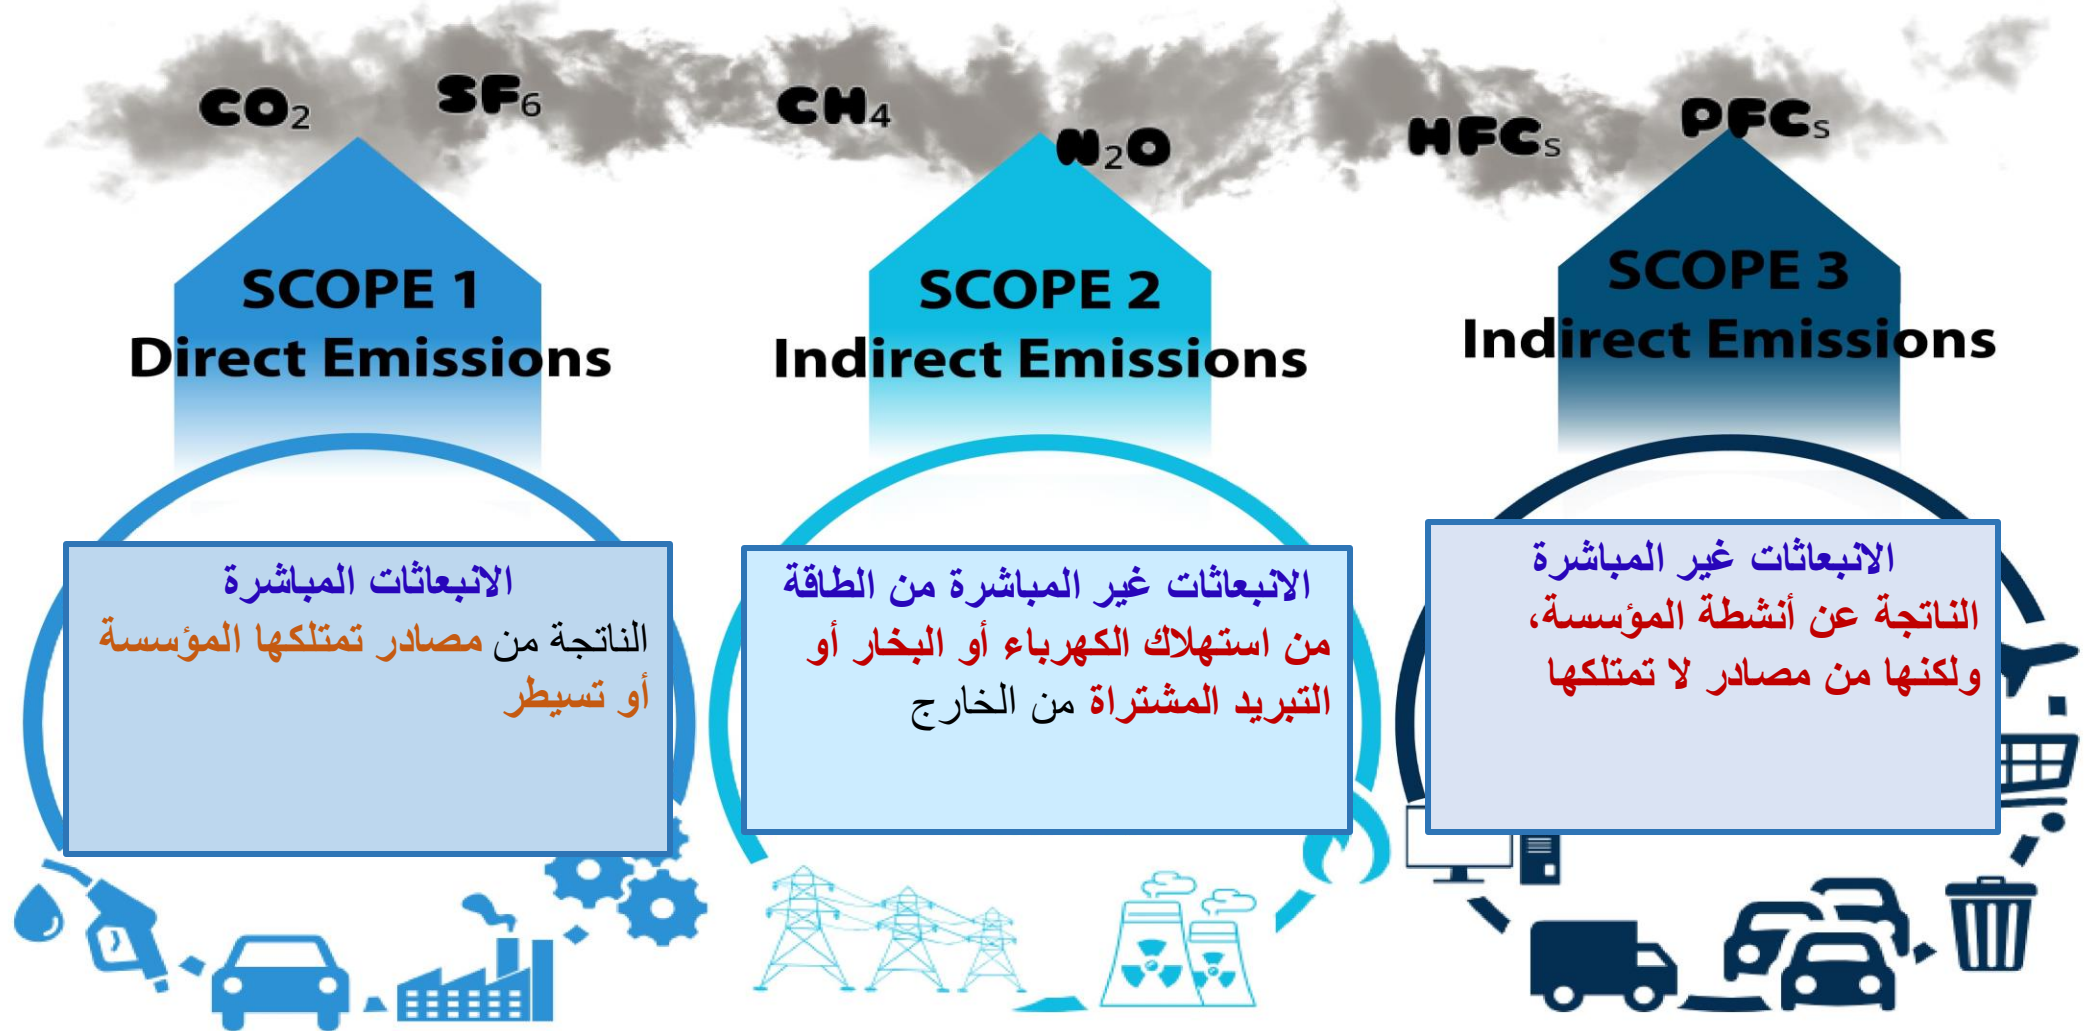 CO₂
SF₆
CH₄
N₂O
HFCs
PFCs
SCOPE 1
Direct Emissions
الانبعاثات المباشرة
الناتجة من مصادر تمتلكها المؤسسة
أو تسيطر
SCOPE 2
Indirect Emissions
الانبعاثات غير المباشرة من الطاقة
من استهلاك الكهرباء أو البخار أو
التبريد المشتراة من الخارج
SCOPE 3
Indirect Emissions
الانبعاثات غير المباشرة
الناتجة عن أنشطة المؤسسة،
ولكنها من مصادر لا تمتلكها